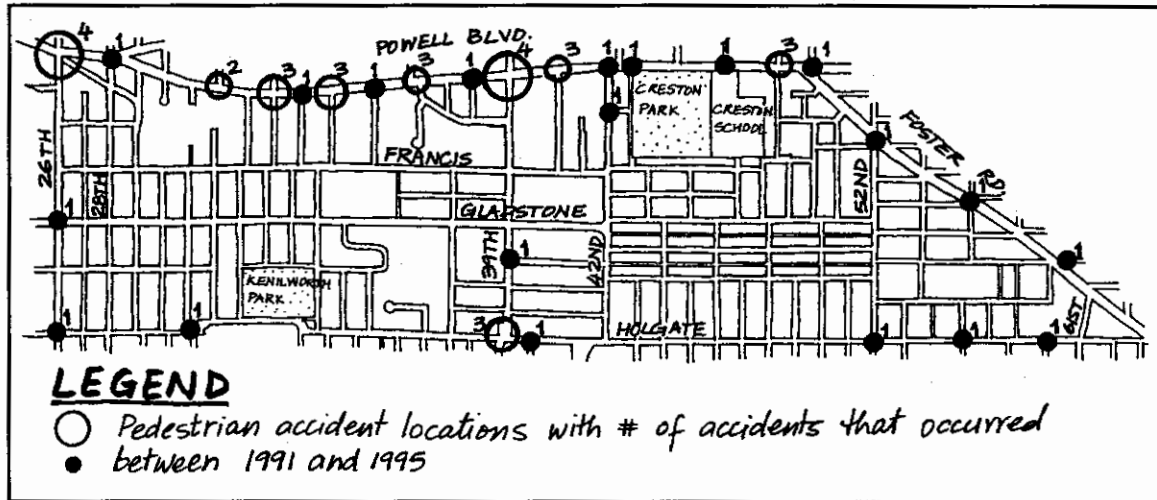 4
1
POWELL BLVD.
2
3
1
3
1
3
1
4
3
1
1
1
3
1
CRESTON
PARK
CRESTON
SCHOOL
1
FOSTER
RD.
1
1
26TH
28TH
FRANCIS
52ND
1
GLADSTONE
39TH
42ND
1
1
KENILWORTH
PARK
1
1
3
1
HOLGATE
1
1
1
61ST
LEGEND
Pedestrian accident locations with # of accidents that occurred
between 1991 and 1995